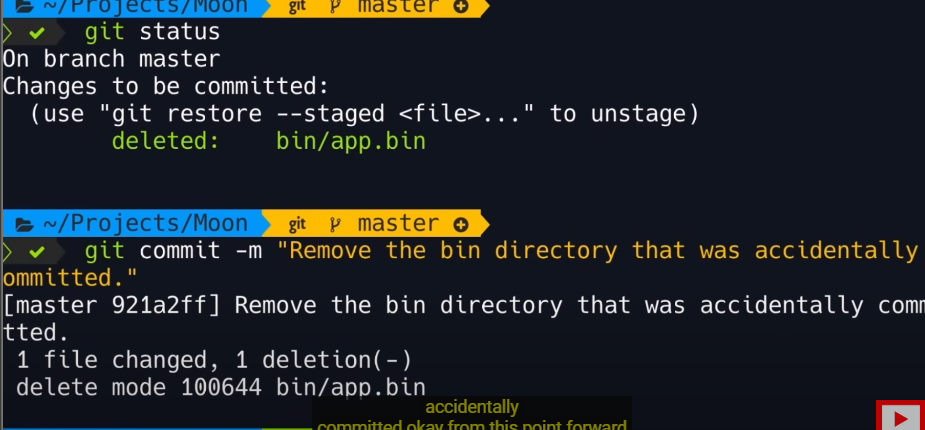 ~/Projects/Moon git master
git status
On branch master
Changes to be committed:
(use "git restore --staged <file>..." to unstage)
deleted: bin/app.bin
~/Projects/Moon git master
git commit -m "Remove the bin directory that was accidentally
ommitted."
[master 921a2ff] Remove the bin directory that was accidentally comm
tted.
1 file changed, 1 deletion(-)
delete mode 100644 bin/app.bin
accidentally
committed okay from this point forward